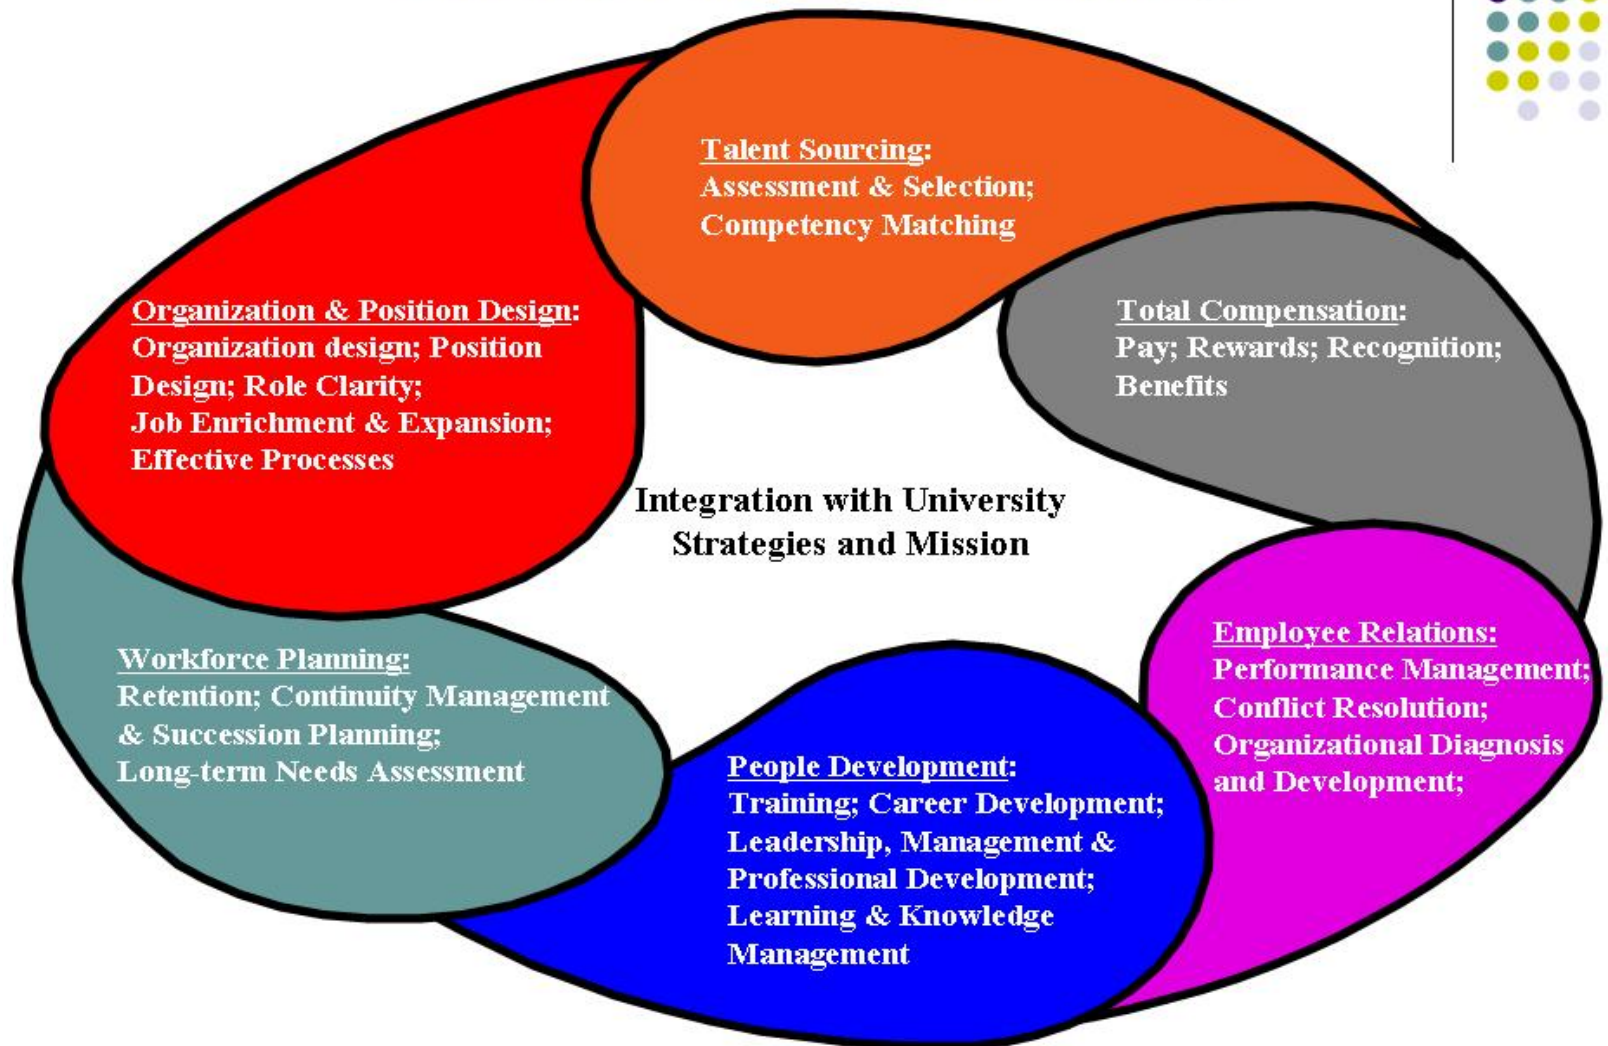 Talent Sourcing:
Assessment & Selection;
Competency Matching
Total Compensation:
Pay; Rewards; Recognition;
Benefits
Organization & Position Design:
Organization design; Position
Design; Role Clarity;
Job Enrichment & Expansion;
Effective Processes
Integration with University
Strategies and Mission
Employee Relations:
Performance Management;
Conflict Resolution;
Organizational Diagnosis
and Development;
Workforce Planning:
Retention; Continuity Management
& Succession Planning;
Long-term Needs Assessment
People Development:
Training; Career Development;
Leadership, Management &
Professional Development;
Learning & Knowledge
Management